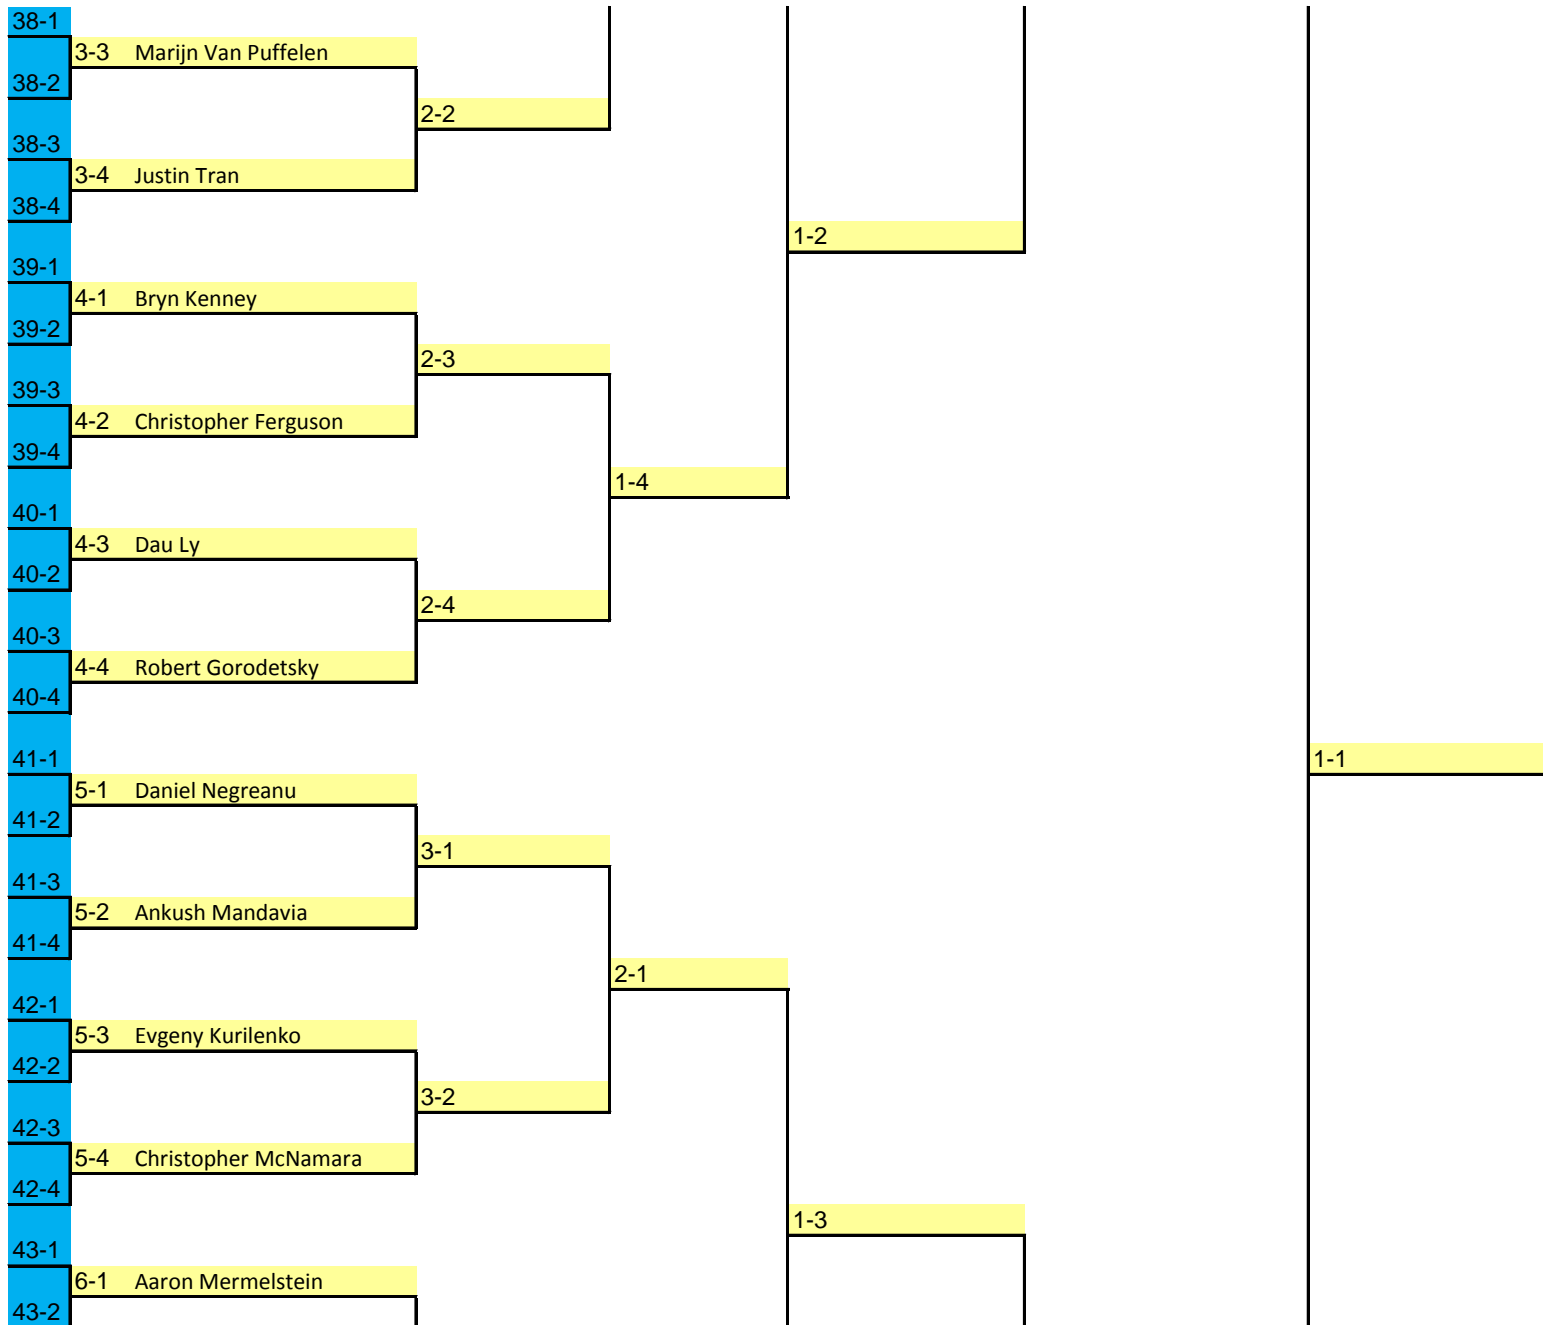 38-1
3-3 Marijn Van Puffelen
38-2
2-2
38-3
3-4 Justin Tran
38-4
1-2
39-1
4-1 Bryn Kenney
39-2
2-3
39-3
4-2 Christopher Ferguson
39-4
1-4
40-1
4-3 Dau Ly
40-2
2-4
40-3
4-4 Robert Gorodetsky
40-4
41-1
1-1
5-1 Daniel Negreanu
41-2
3-1
41-3
5-2 Ankush Mandavia
41-4
2-1
42-1
5-3 Evgeny Kurilenko
42-2
3-2
42-3
5-4 Christopher McNamara
42-4
1-3
43-1
6-1 Aaron Mermelstein
43-2